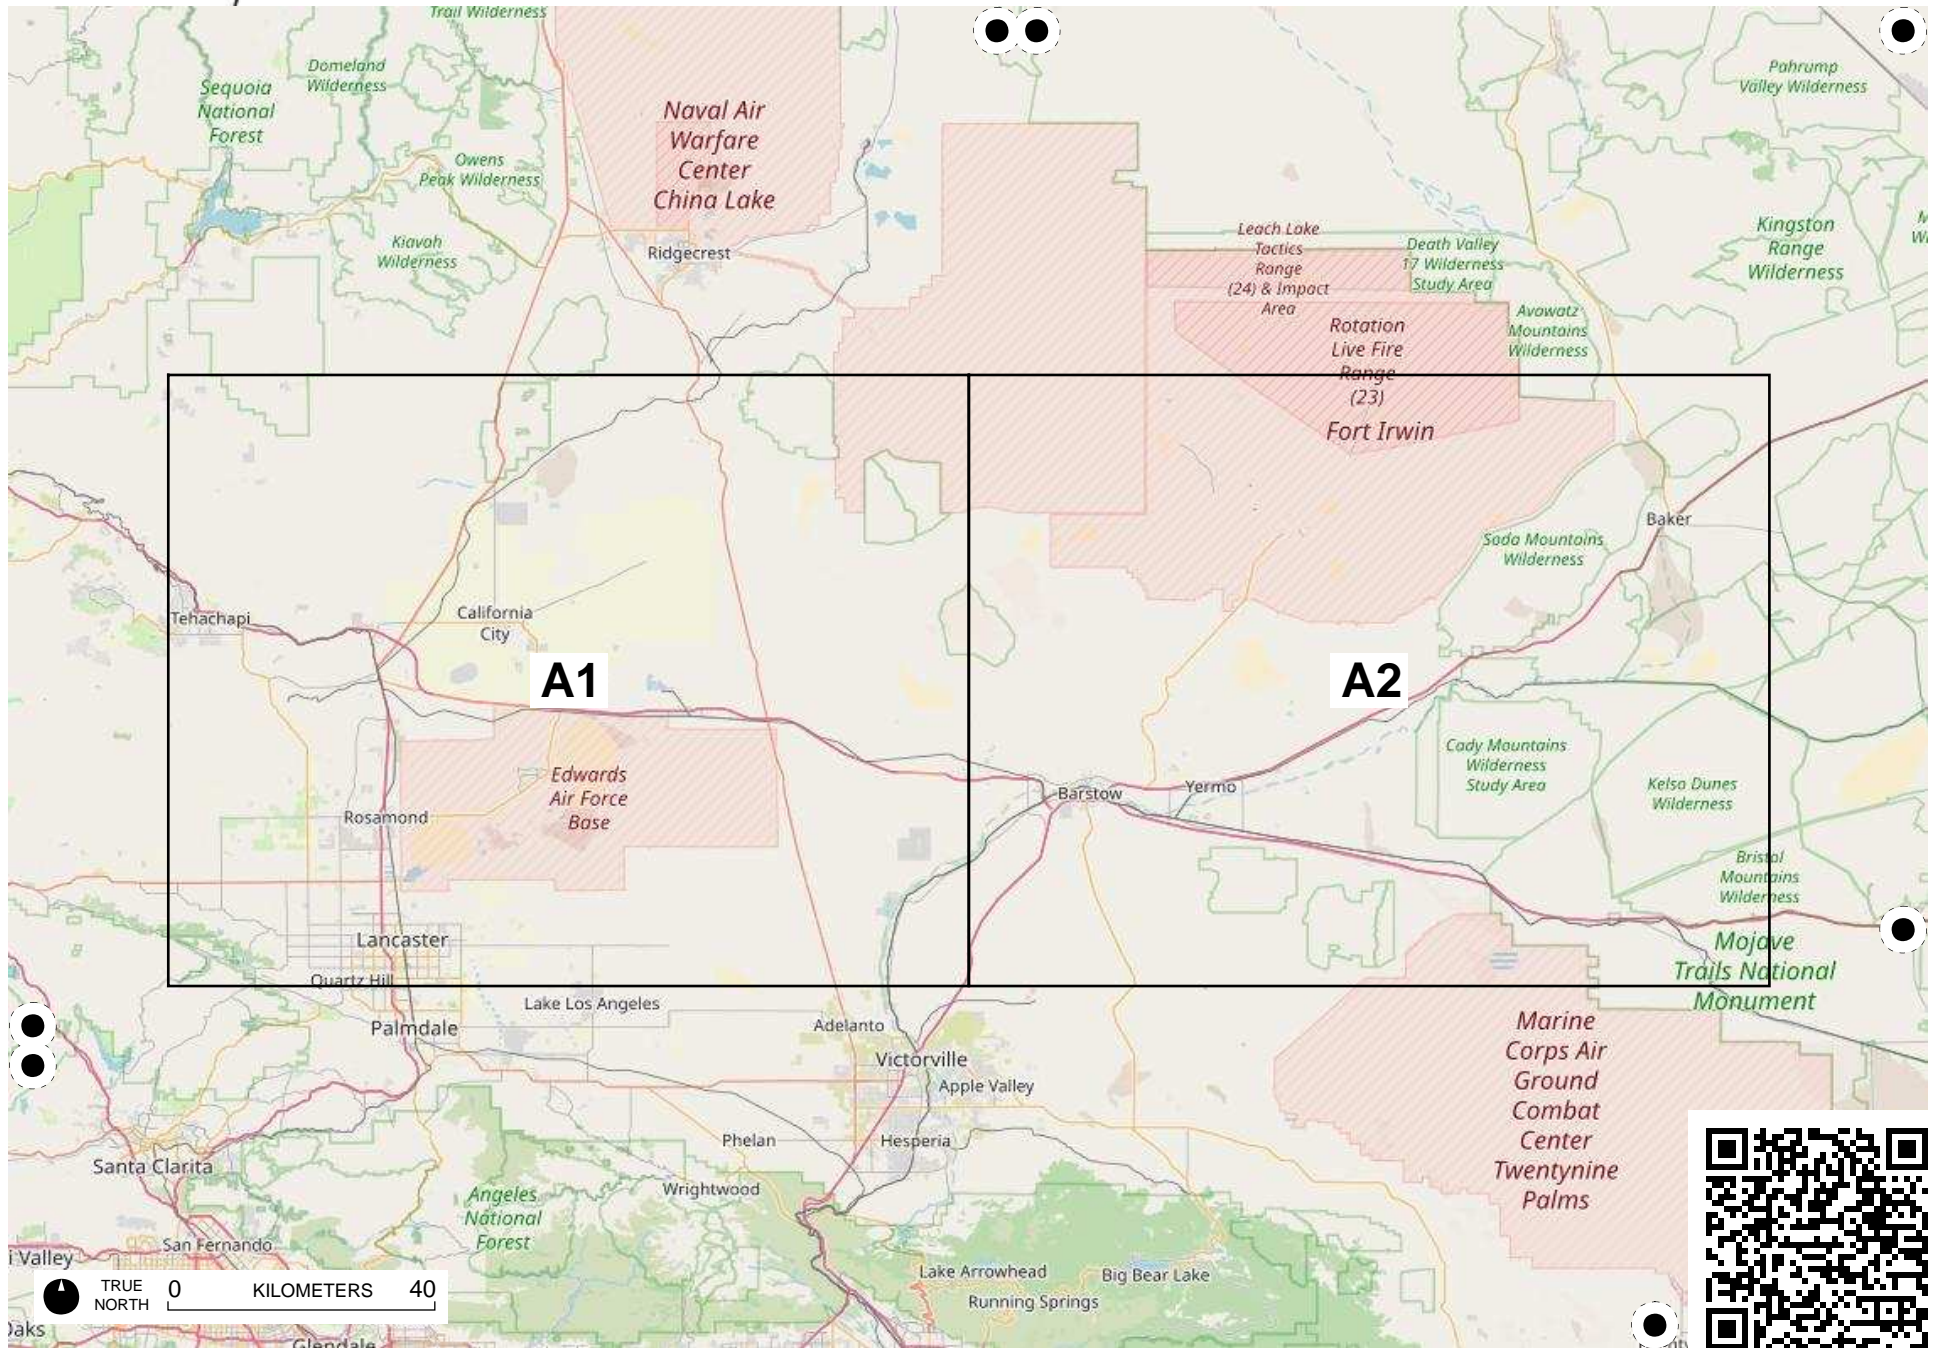 Trail Wilderness
Domeland
Wilderness
Sequoia
National
Forest
Owens
Peak Wilderness
Kiavah
Wilderness
Naval Air
Warfare
Center
China Lake
Ridgecrest
Pahrump
Valley Wilderness
Kingston
Range
Wilderness
Leach Lake
Tactics
Range
(24) & Impact
Area
Death Valley
17 Wilderness
Study Area
Avawatz
Mountains
Wilderness
Rotation
Live Fire
Range
(23)
Fort Irwin
Baker
Soda Mountains
Wilderness
Tehachapi
California
City
A1
A2
Edwards
Air Force
Base
Rosamond
Barstow
Yermo
Cady Mountains
Wilderness
Study Area
Kelso Dunes
Wilderness
Bristol
Mountains
Wilderness
Mojave
Trails National
Monument
Lancaster
Quartz Hill
Lake Los Angeles
Palmdale
Adelanto
Victorville
Apple Valley
Phelan
Hesperia
Wrightwood
Marine
Corps Air
Ground
Combat
Center
Twentynine
Palms
Santa Clarita
Angeles
National
Forest
San Fernando
i Valley
Lake Arrowhead
Big Bear Lake
Running Springs
TRUE
NORTH
0 KILOMETERS 40
Oaks
Glendale